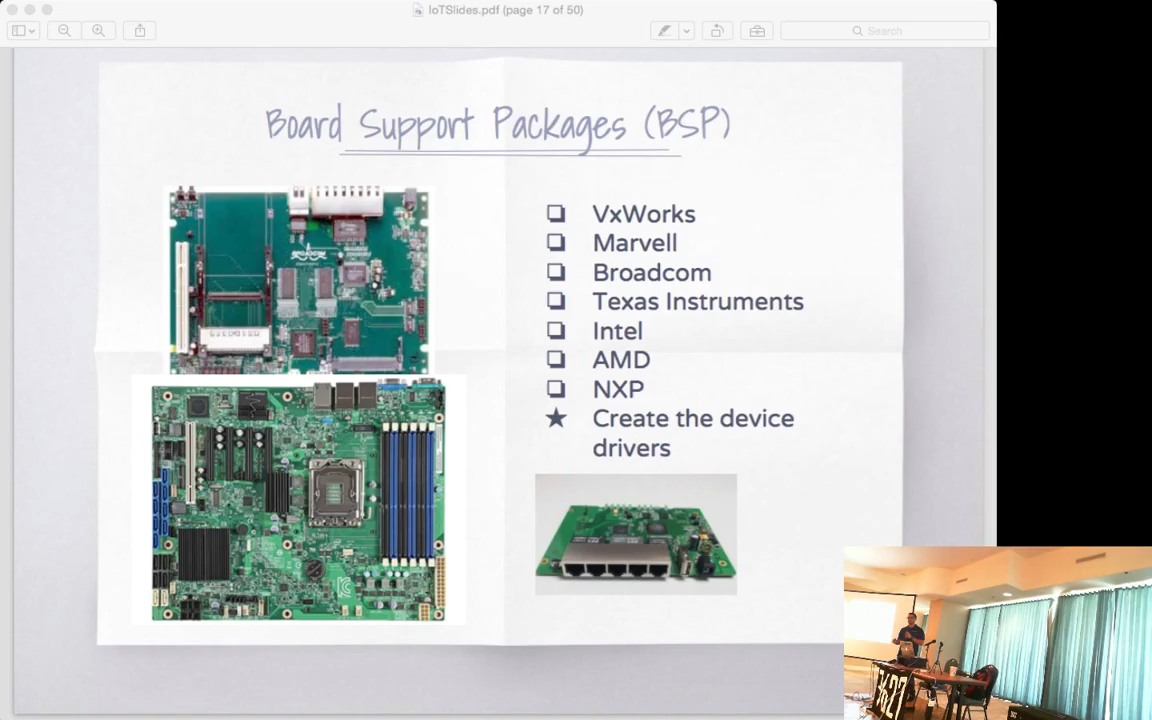 IoTSlides.pdf (page 17 of 50)
Search
Board Support Packages (BSP)
VxWorks
Marvell
Broadcom
Texas Instruments
Intel
AMD
NXP
Create the device
drivers
BROADCOM